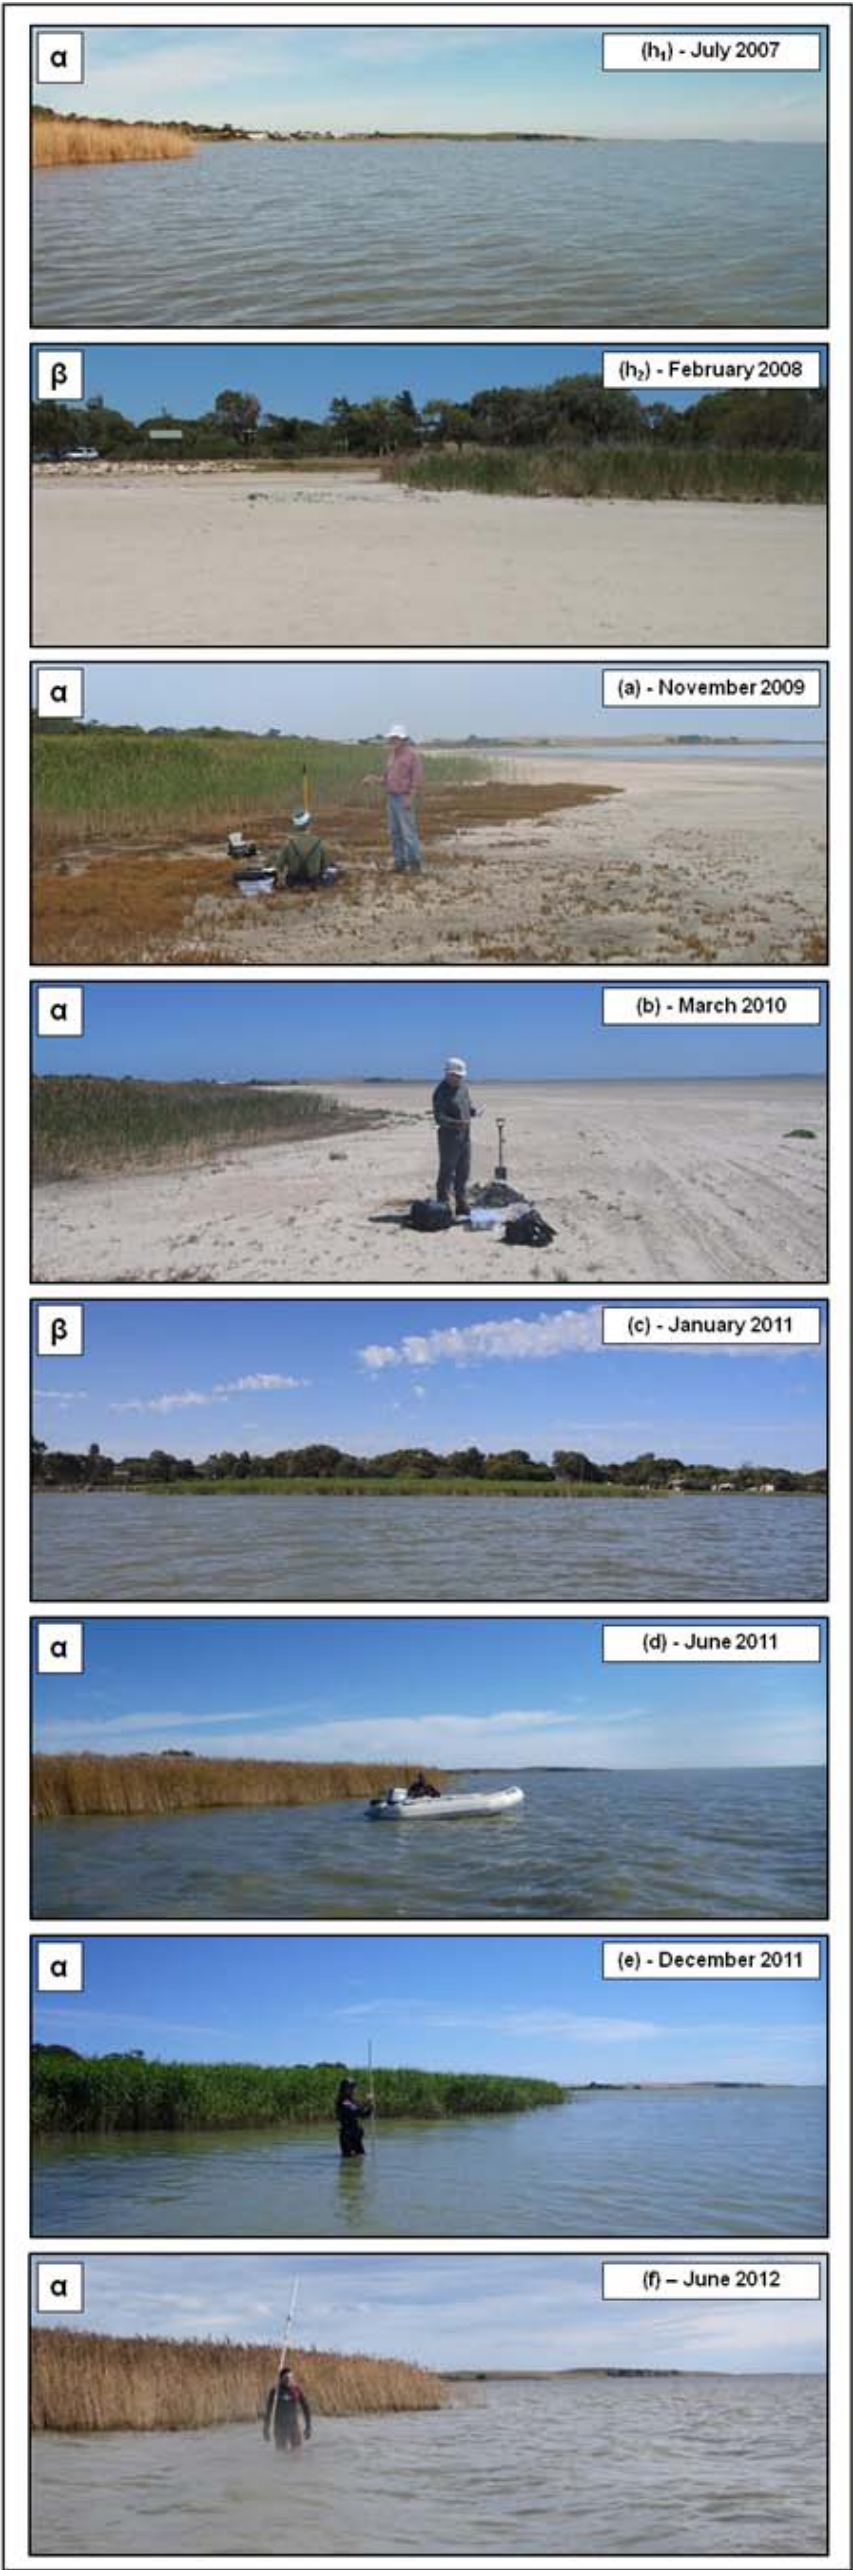 α
(h₁) - July 2007
β
(h₂) - February 2008
α
(a) - November 2009
α
(b) - March 2010
β
(c) - January 2011
α
(d) - June 2011
α
(e) - December 2011
α
(f) – June 2012